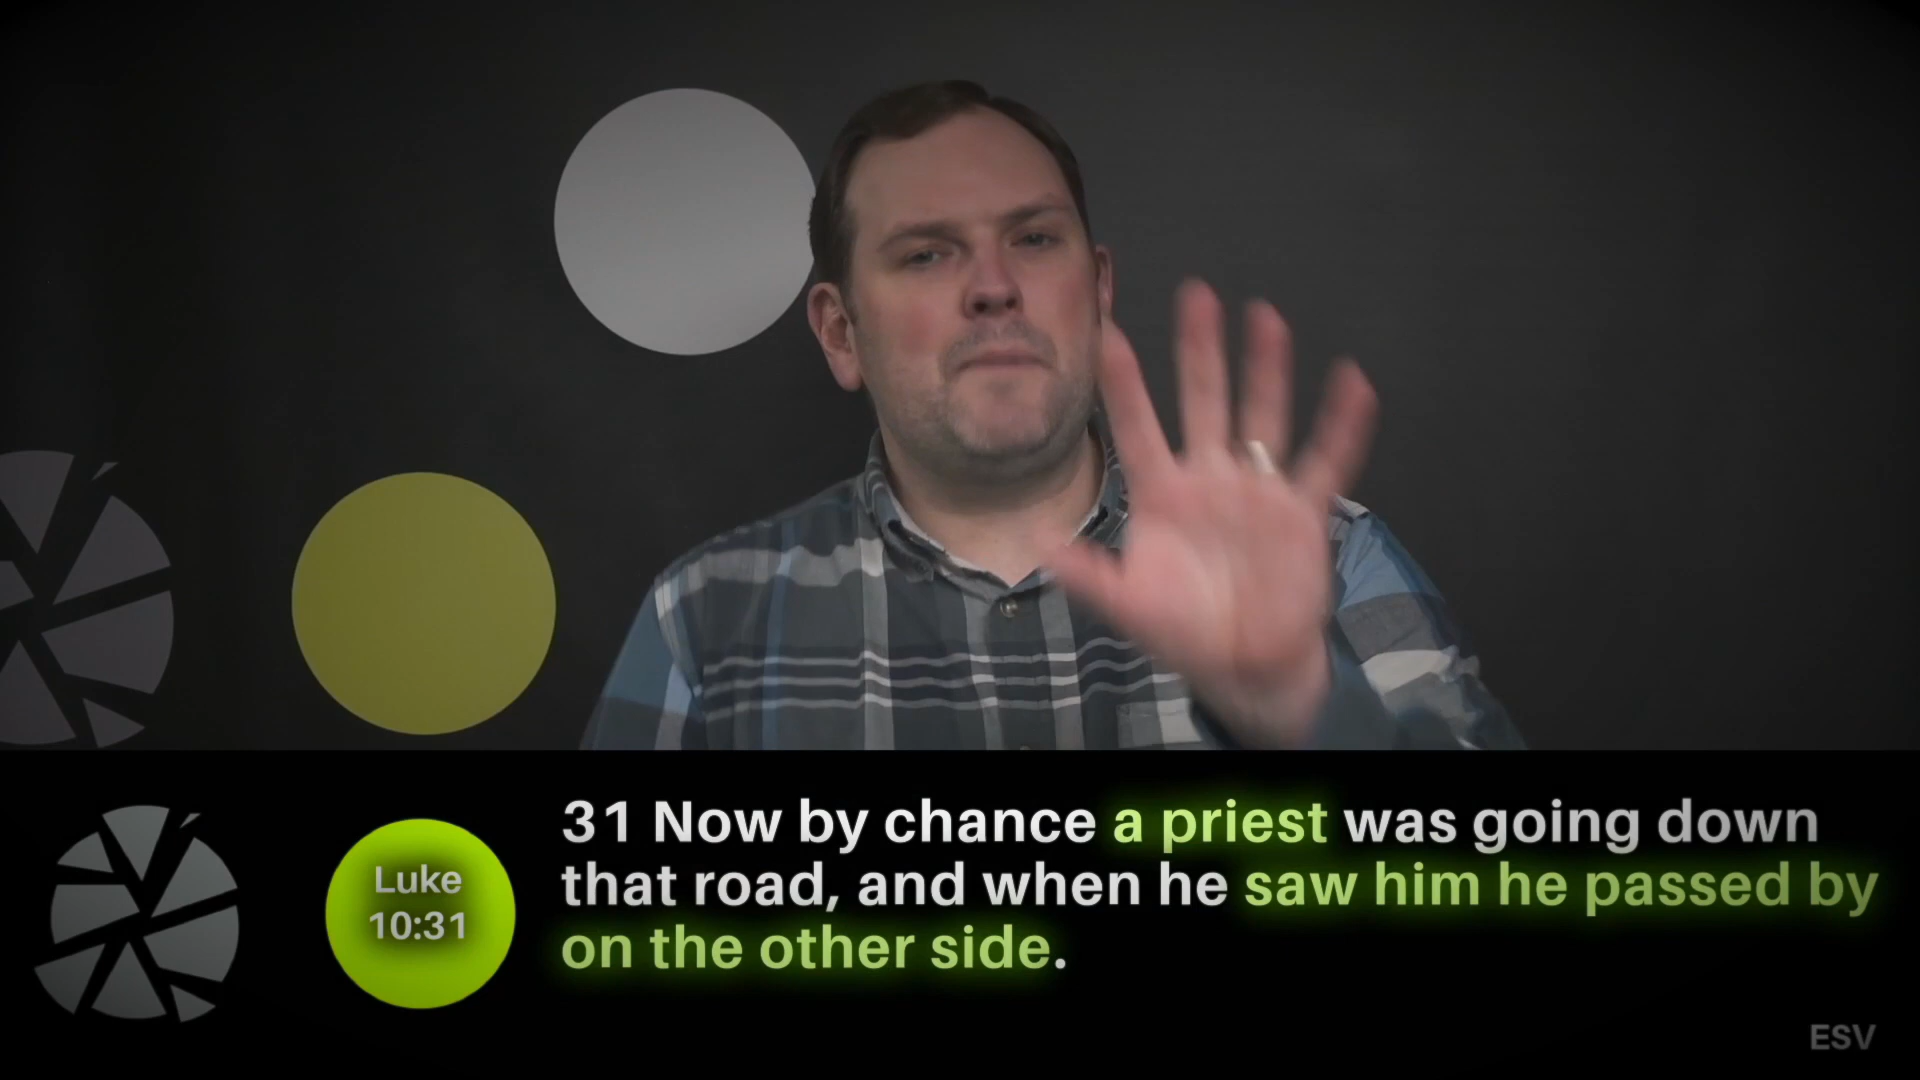 Luke
10:31
31 Now by chance a priest was going down
that road, and when he saw him he passed by
on the other side.
ESV